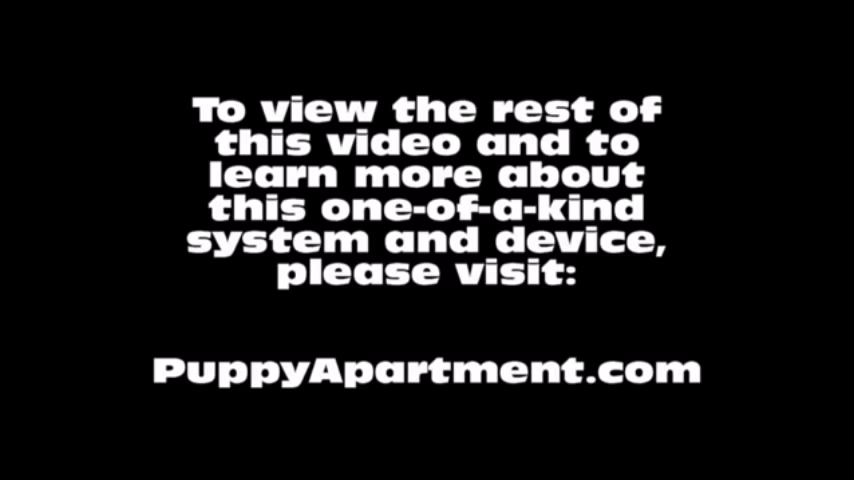 To view the rest of
this video and to
learn more about
this one-of-a-kind
system and device,
please visit:
PuppyApartment.com